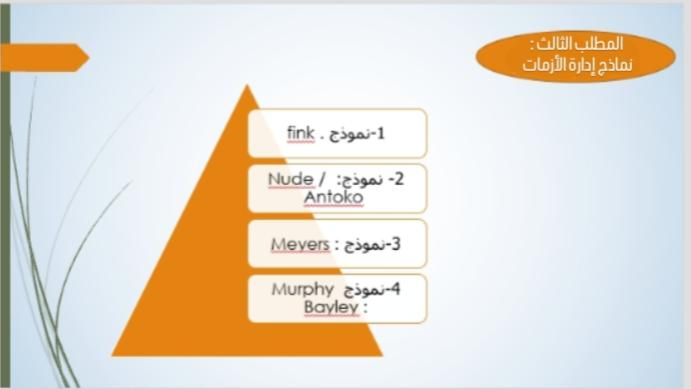 المطلب الثالث :
نماذج إدارة الأزمات
1-نموذج . fink
2- نموذج: Nude /
Antoko
3-نموذج : Meyers
4-نموذج Murphy
Bayley :